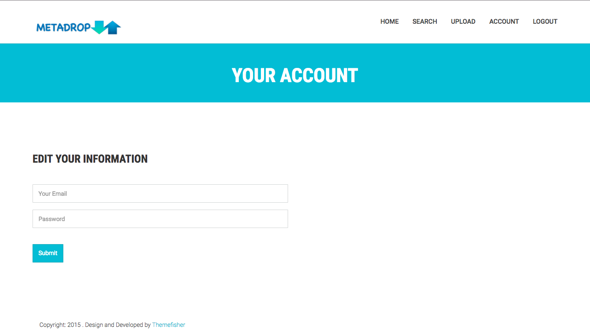 METADROP
HOME SEARCH UPLOAD ACCOUNT LOGOUT
YOUR ACCOUNT
EDIT YOUR INFORMATION
Your Email
Password
Submit
Copyright: 2015 . Design and Developed by Themefisher